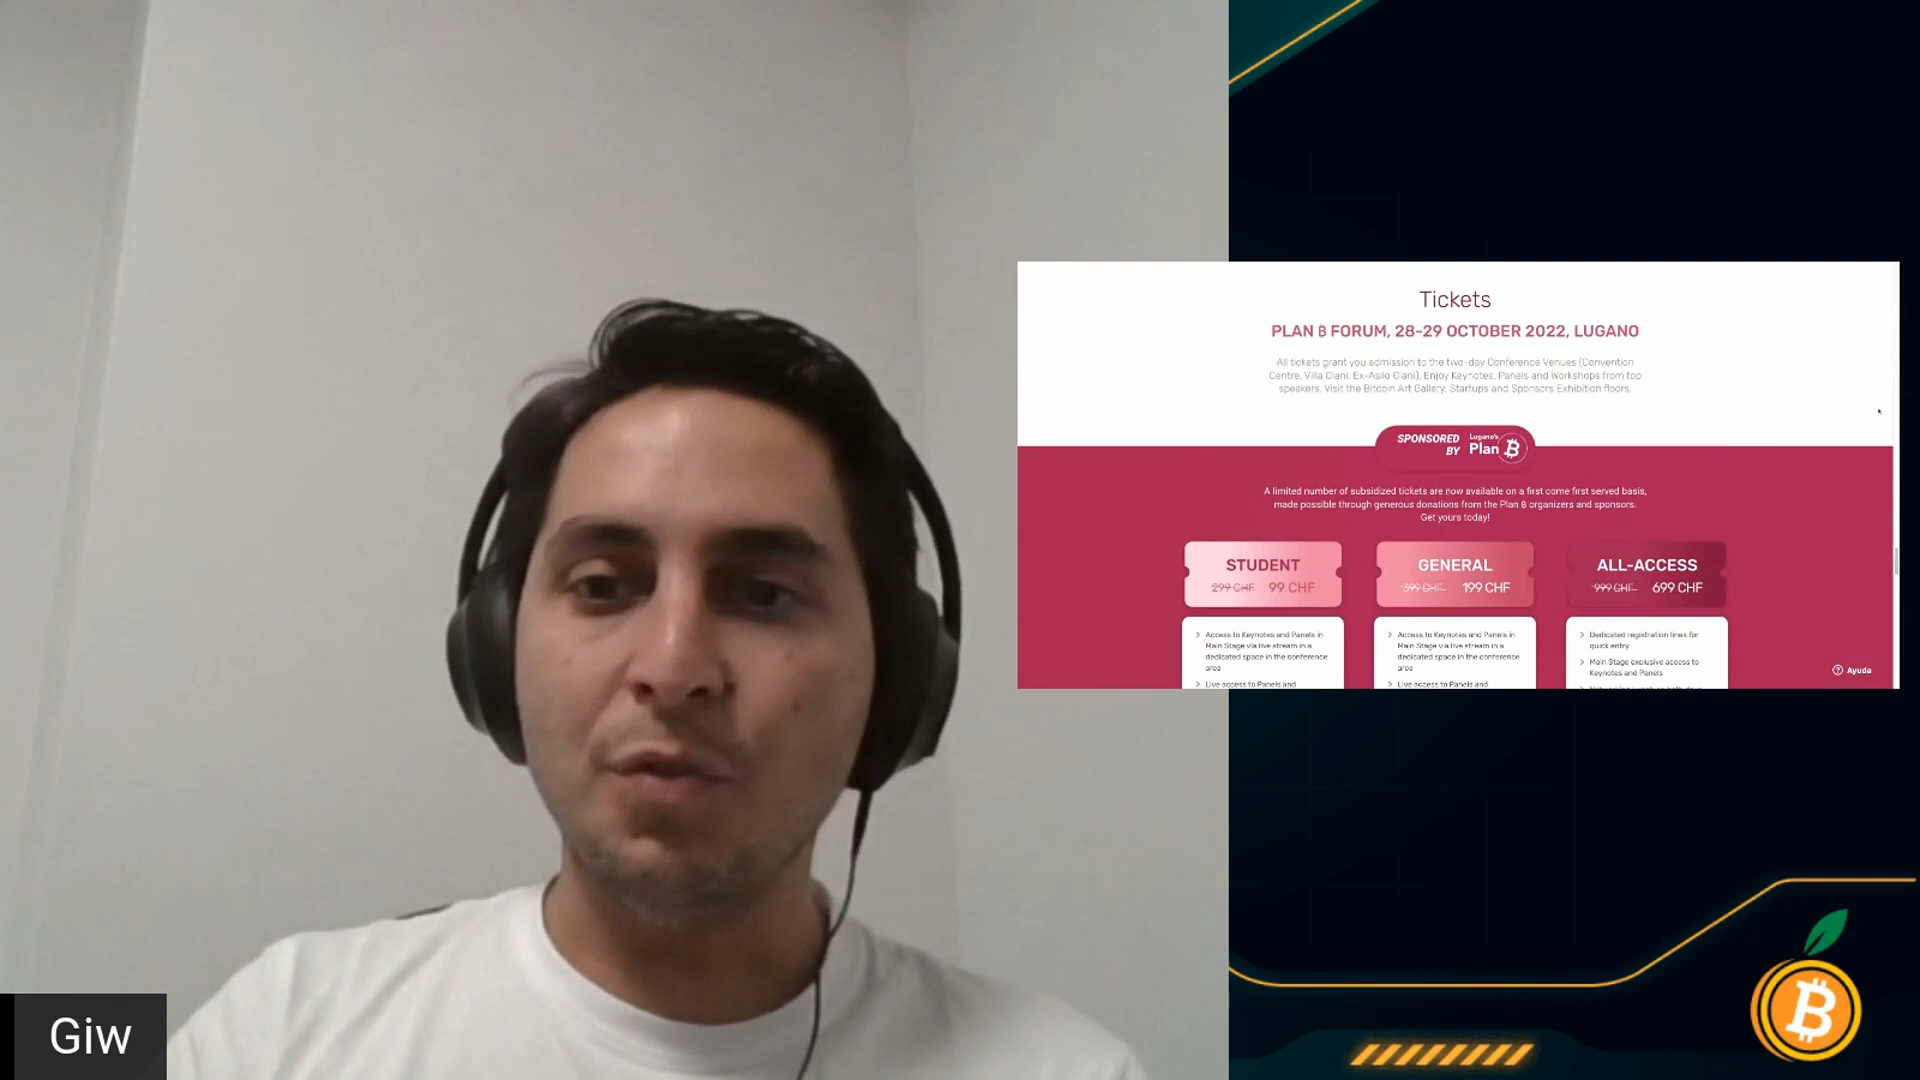 Tickets
PLAN ₿ FORUM, 28-29 OCTOBER 2022, LUGANO
All tickets grant you admission to the two-day Conference Venues (Convention
Centre, Villa Ciani, Ex-Asilo Ciani). Enjoy Keynotes, Panels and Workshops from top
speakers. Visit the Bitcoin Art Gallery, Startups and Sponsors Exhibition floors.
SPONSORED
BY
Lugano's
Plan ₿
A limited number of subsidized tickets are now available on a first come first served basis,
made possible through generous donations from the Plan ₿ organizers and sponsors.
Get yours today!
STUDENT
299 CHF 99 CHF
Access to Keynotes and Panels in
Main Stage via live stream in a
dedicated space in the conference
area
Live access to Panels and
GENERAL
399 CHF 199 CHF
Access to Keynotes and Panels in
Main Stage via live stream in a
dedicated space in the conference
area
Live access to Panels and
ALL-ACCESS
999 CHF 699 CHF
Dedicated registration lines for
quick entry
Main Stage exclusive access to
Keynotes and Panels
Ayuda
Giw